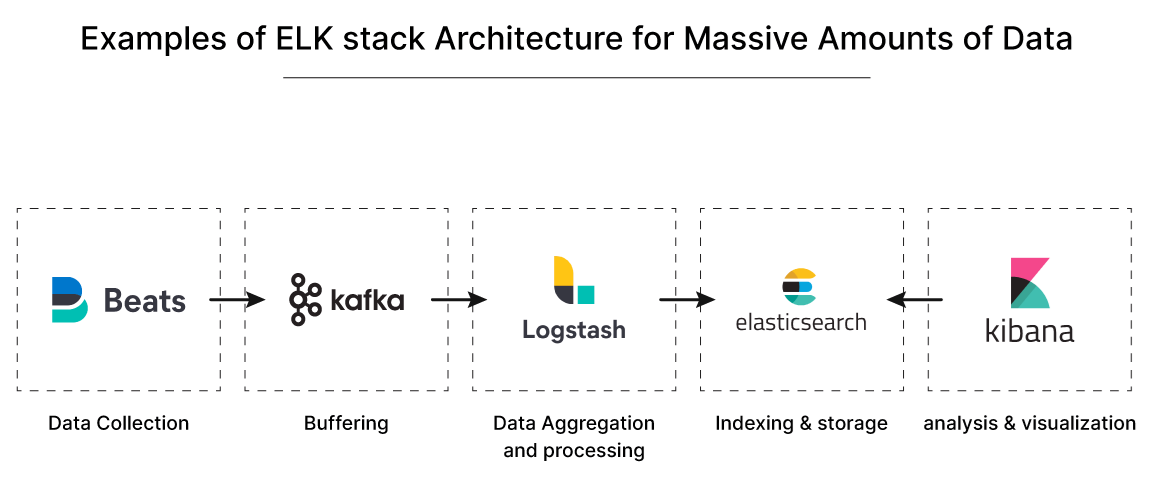 Examples of ELK stack Architecture for Massive Amounts of Data
Beats
kafka
Logstash
elasticsearch
kibana
Data Collection
Buffering
Data Aggregation
and processing
Indexing & storage
analysis & visualization